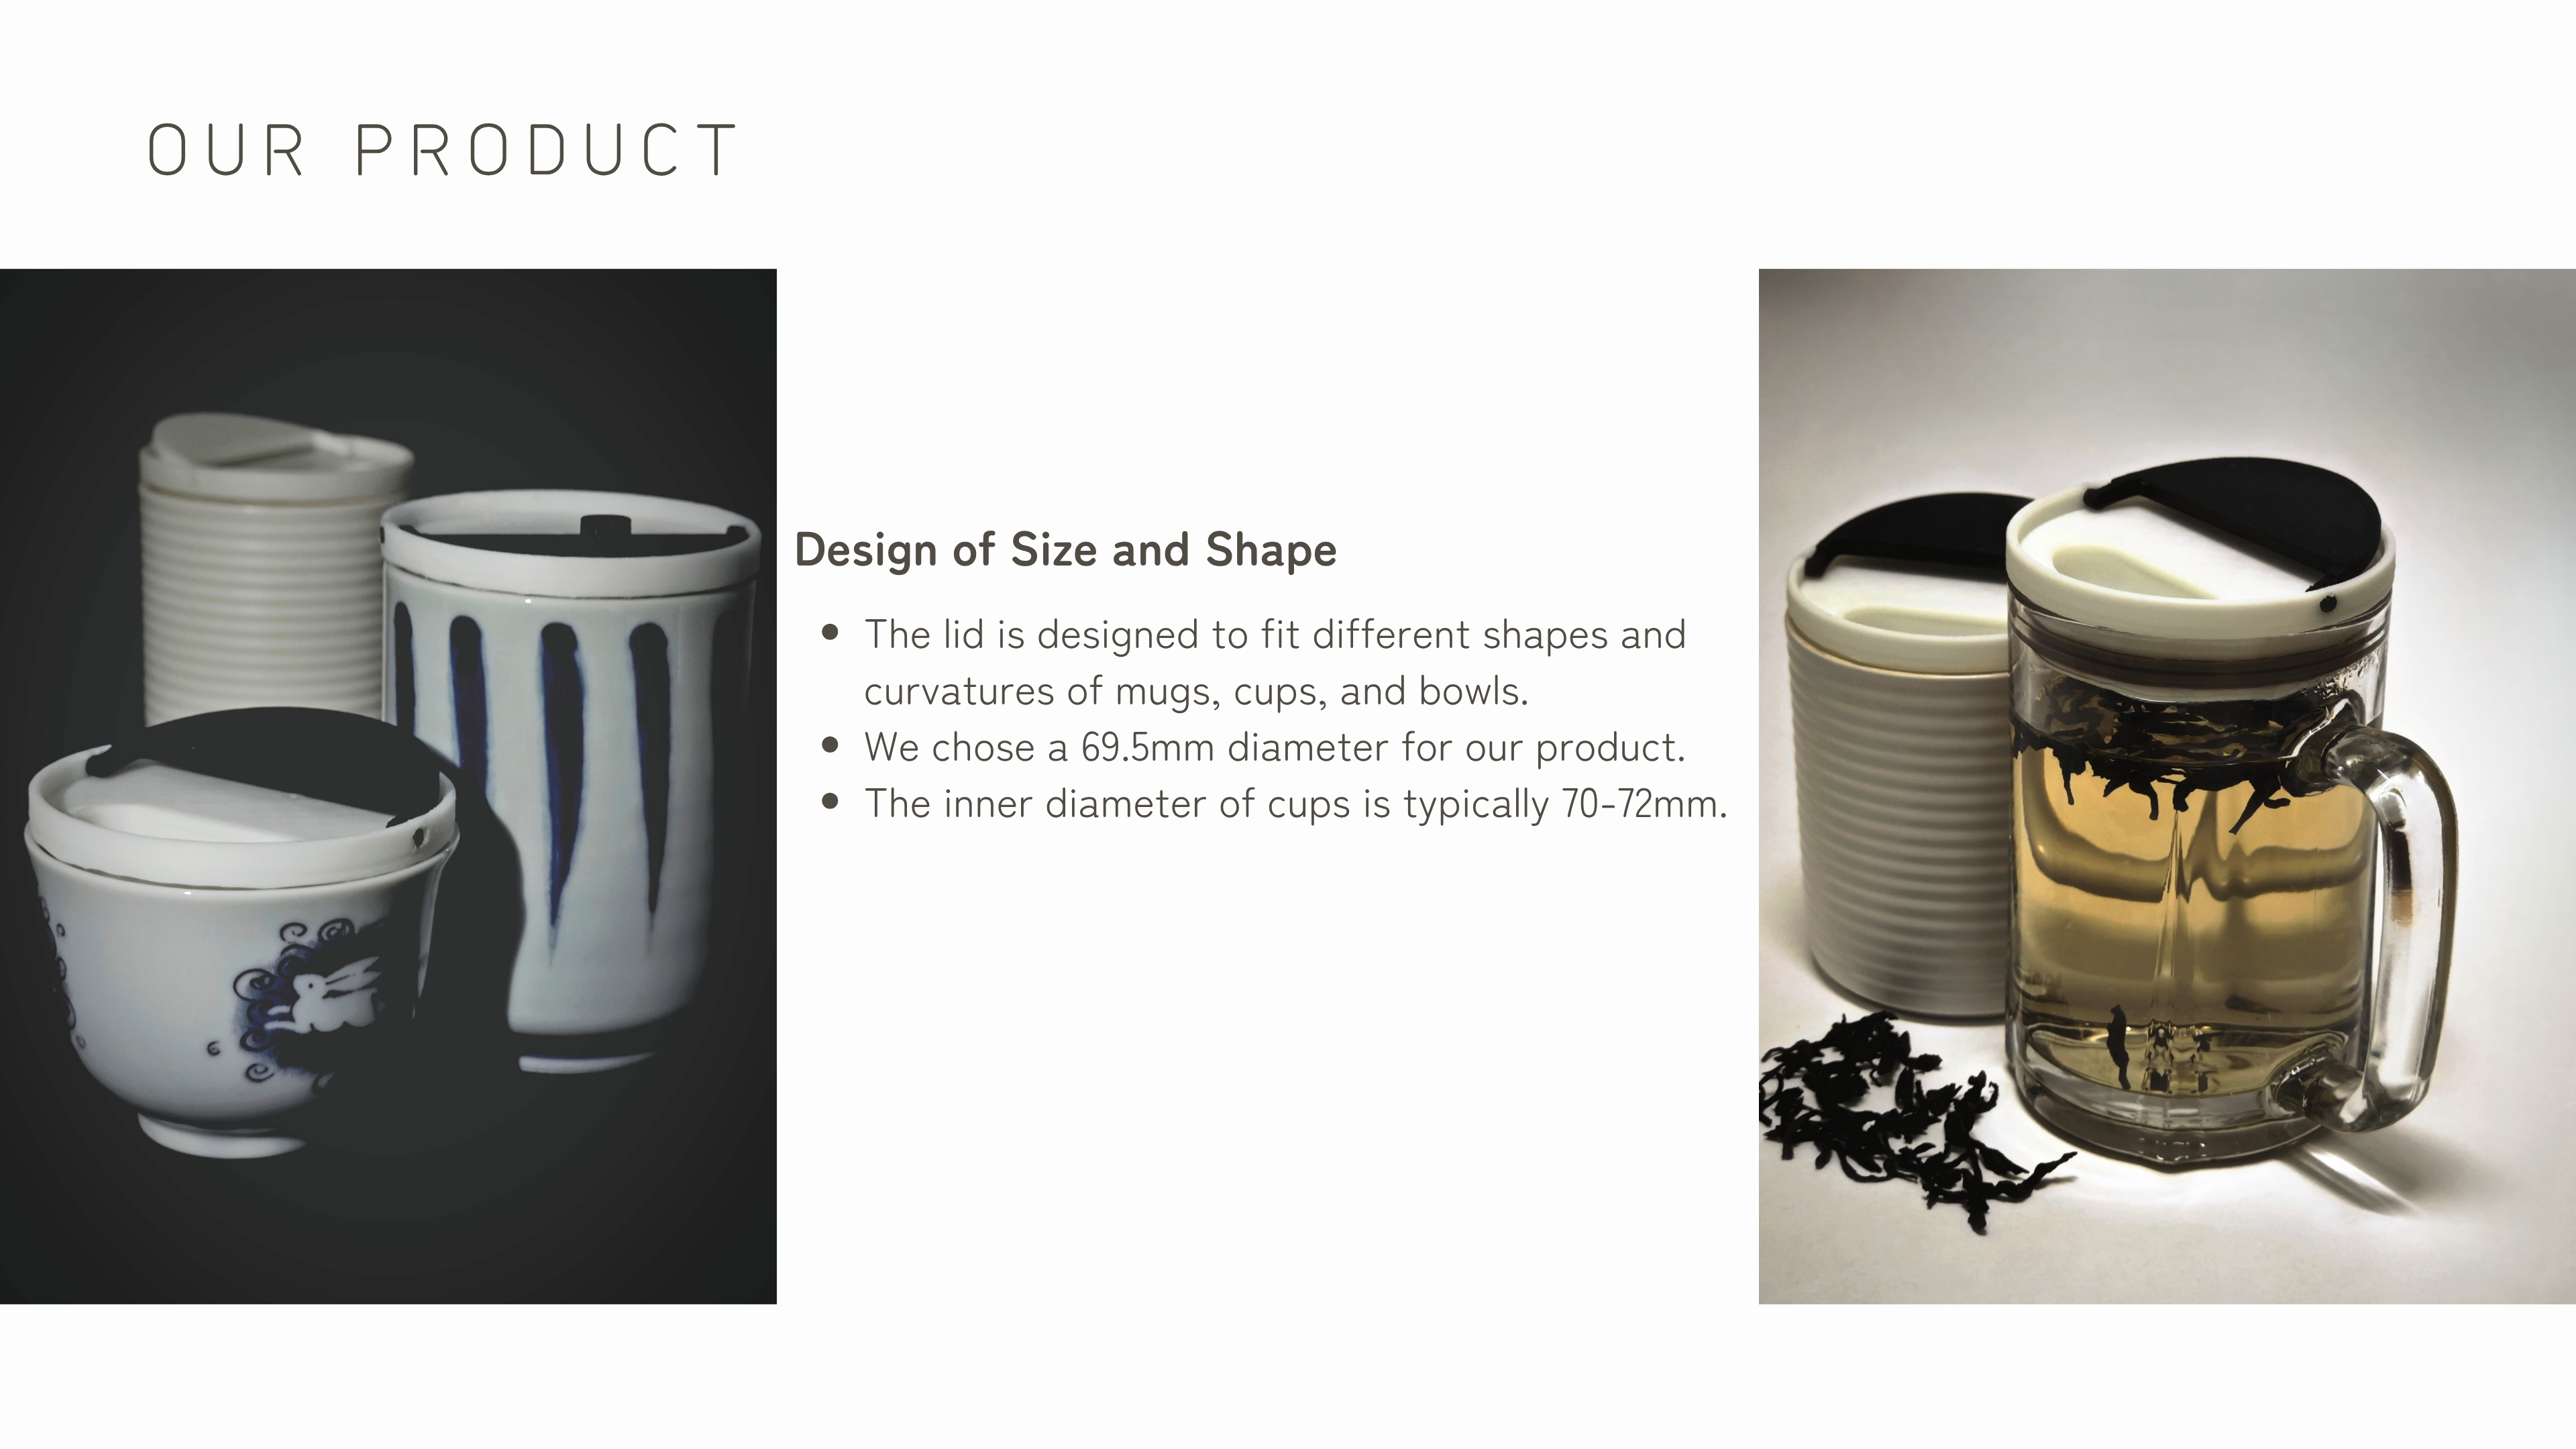 OUR PRODUCT
Design of Size and Shape
• The lid is designed to fit different shapes and
curvatures of mugs, cups, and bowls.
• We chose a 69.5mm diameter for our product.
• The inner diameter of cups is typically 70-72mm.